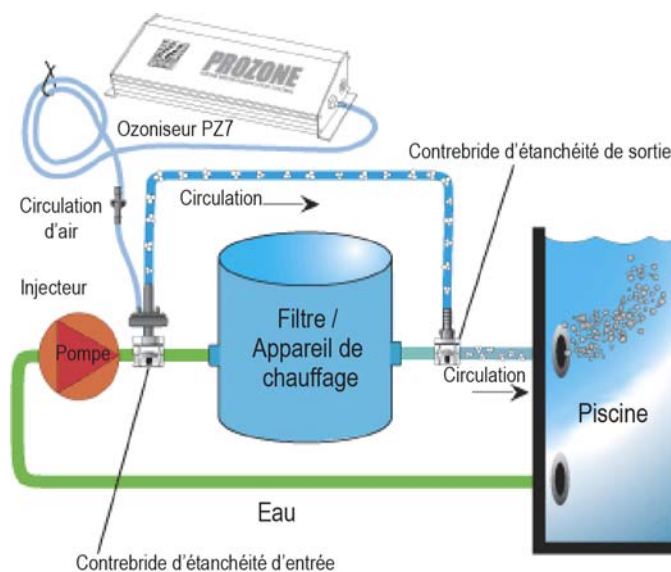 PROZONE
Ozoniseur PZ7
Contrebride d'étanchéité de sortie
Circulation
d'air
Circulation
Injecteur
Pompe
Filtre /
Appareil de
chauffage
Circulation
Piscine
Eau
Contrebride d'étanchéité d'entrée